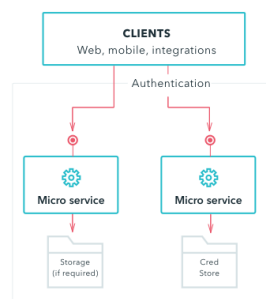 CLIENTS
Web, mobile, integrations
Authentication
Micro service
Micro service
Storage
(if required)
Cred
Store